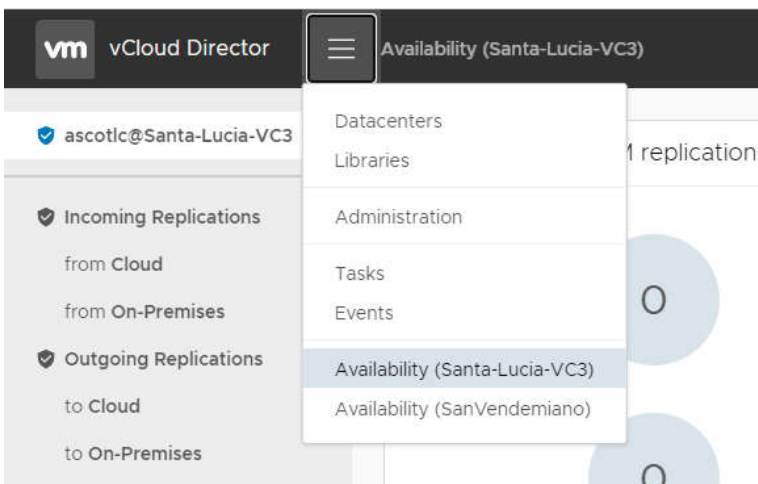 vm vCloud Director Availability (Santa-Lucia-VC3)
ascotlc@Santa-Lucia-VC3
Incoming Replications
from Cloud
from On-Premises
Outgoing Replications
to Cloud
to On-Premises
Datacenters
Libraries
Administration
Tasks
Events
Availability (Santa-Lucia-VC3)
Availability (SanVendemiano)
replication
0
0